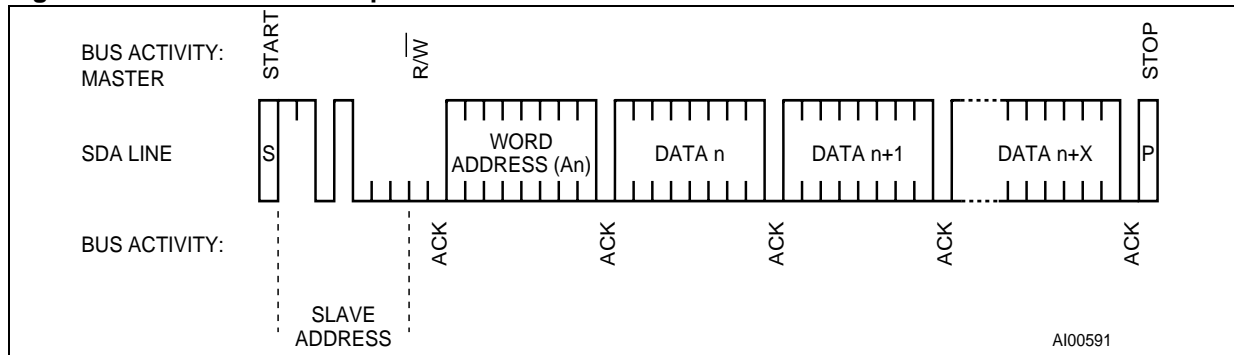 BUS ACTIVITY:
MASTER
START
R/W
STOP
SDA LINE
S
WORD
ADDRESS (An)
DATA n
DATA n+1
DATA n+X
P
BUS ACTIVITY:
ACK
ACK
ACK
ACK
ACK
SLAVE
ADDRESS
AI00591